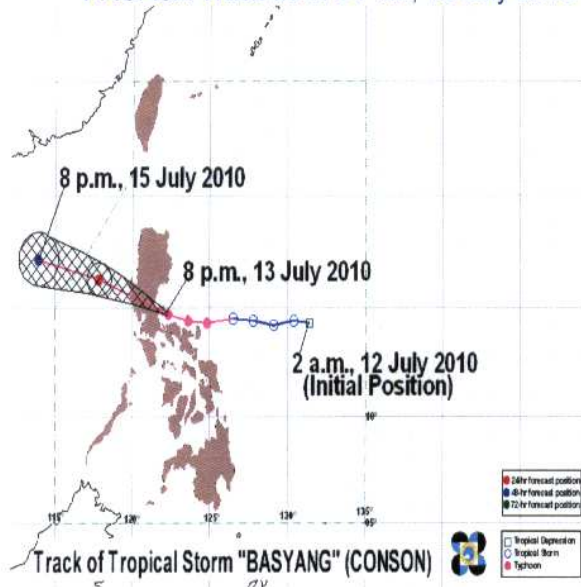 8 p.m., 15 July 2010
8 p.m., 13 July 2010
2 a.m., 12 July 2010
(Initial Position)
10°
115°
120°
125°
130°
135°
05°
24hr forecast position
48-hr forecast position
72-hr forecast position
Tropical Depression
Tropical Storm
Typhoon
Track of Tropical Storm "BASYANG" (CONSON)